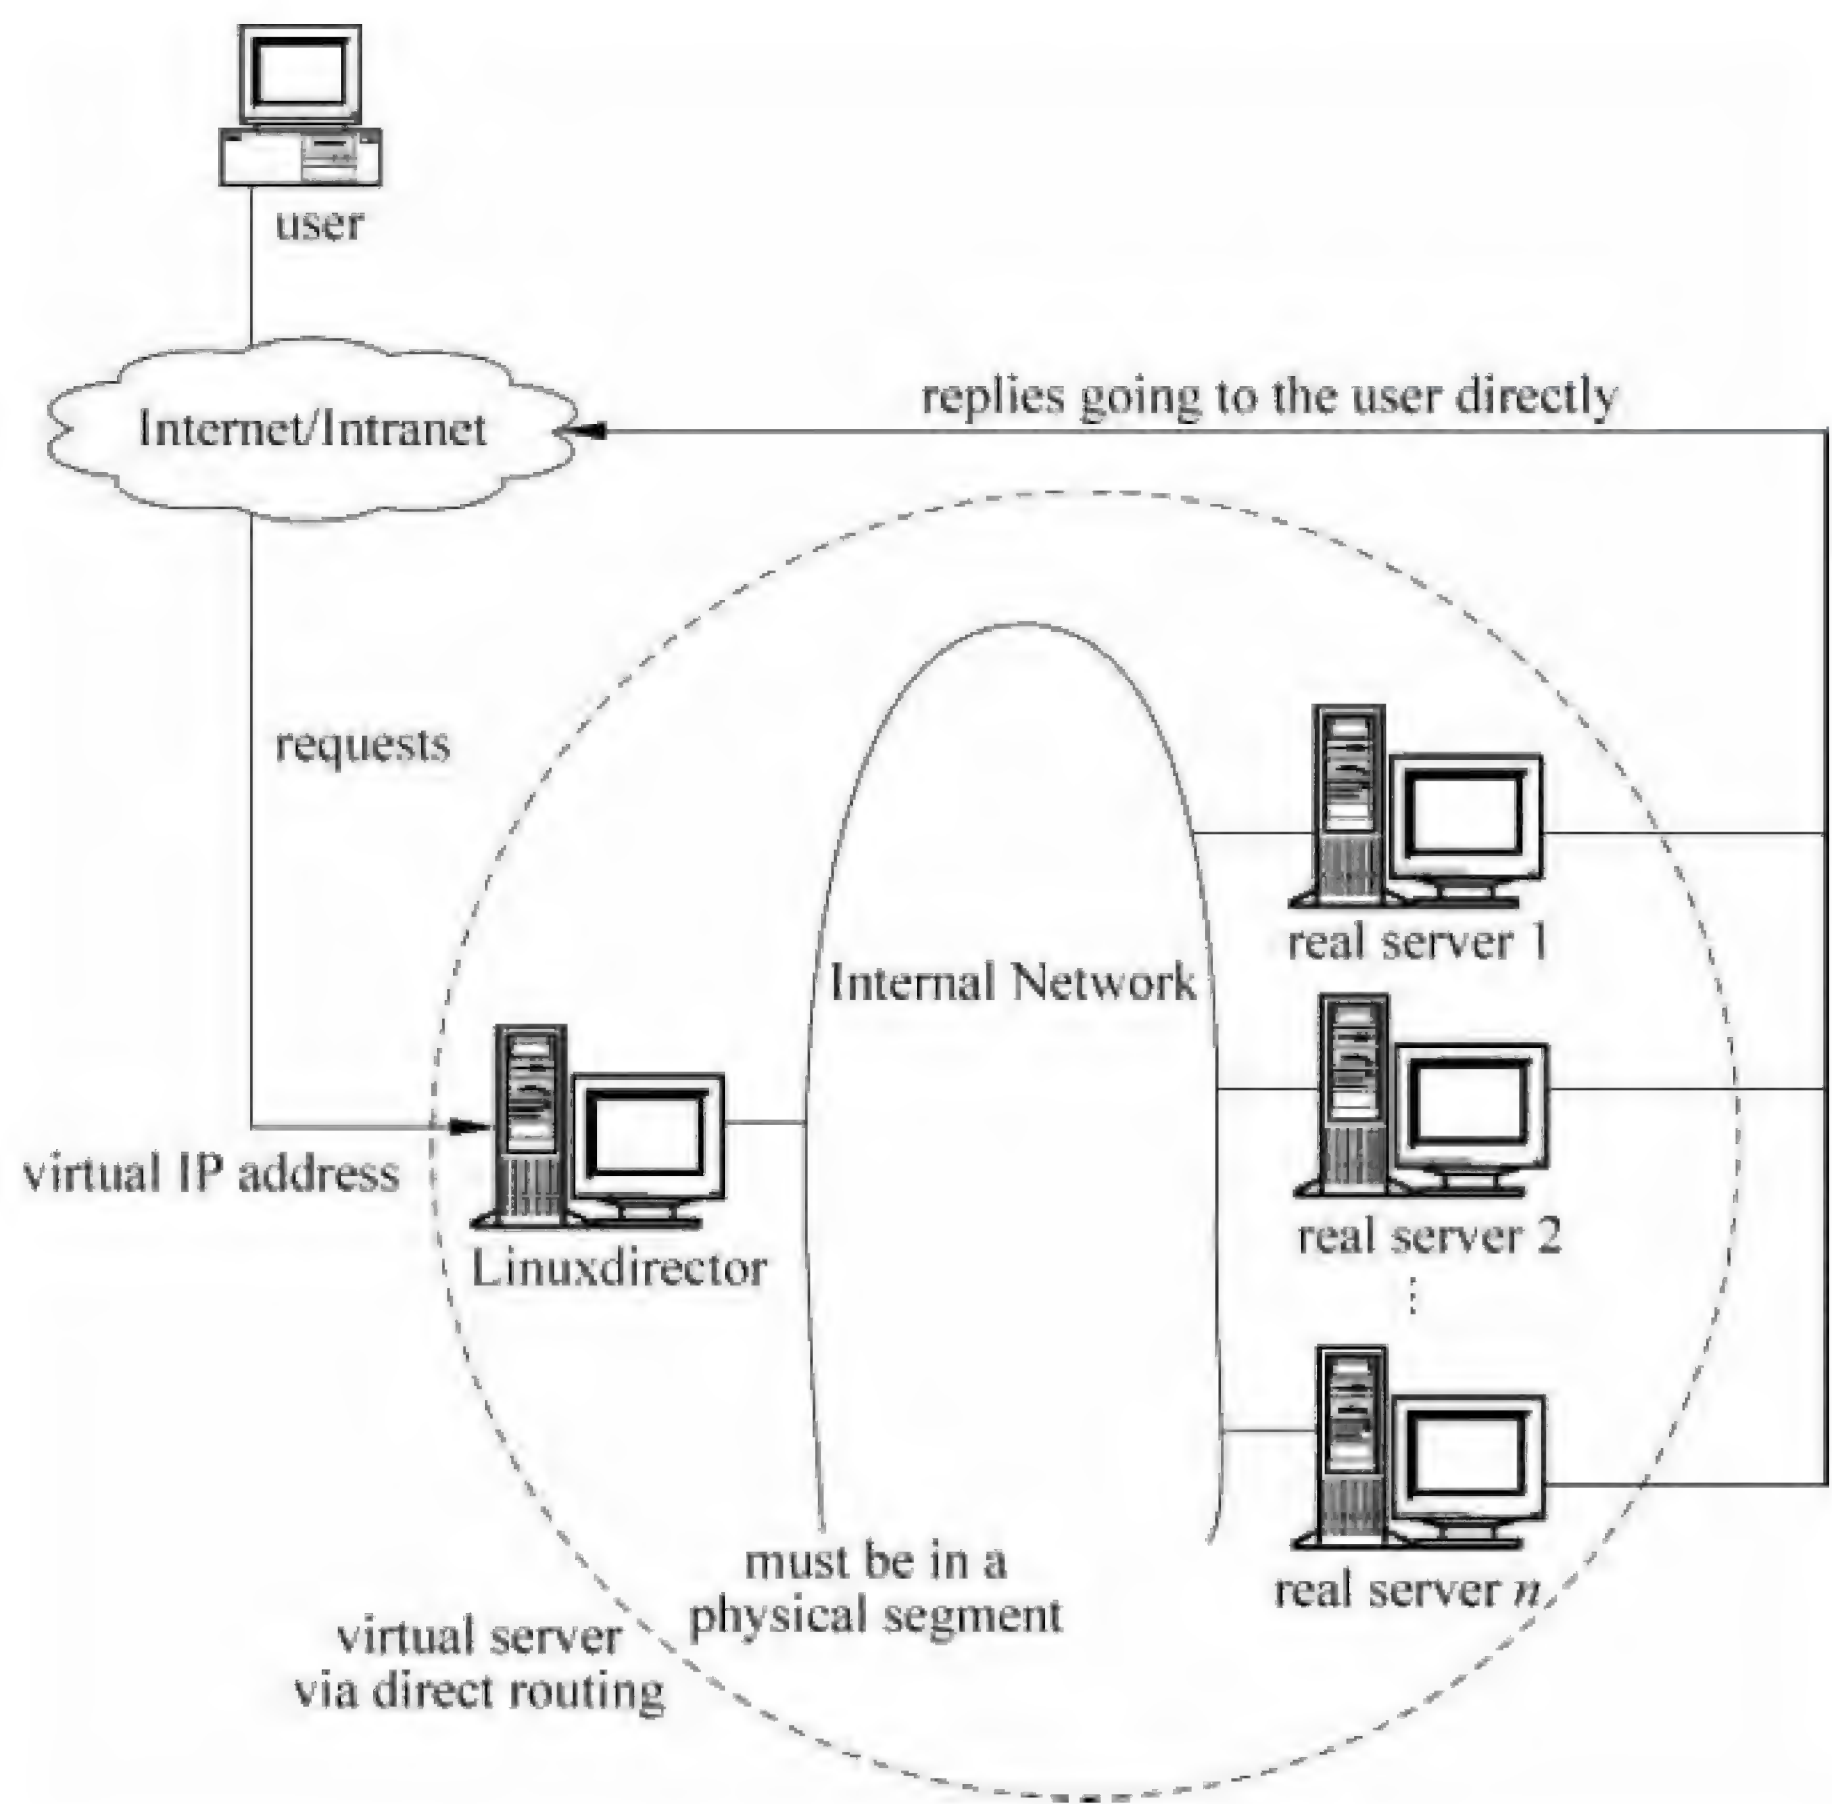 user
Internet/Intranet
replies going to the user directly
requests
Internal Network
real server 1
virtual IP address
Linuxdirector
real server 2
⋮
must be in a
physical segment
real server n
virtual server
via direct routing